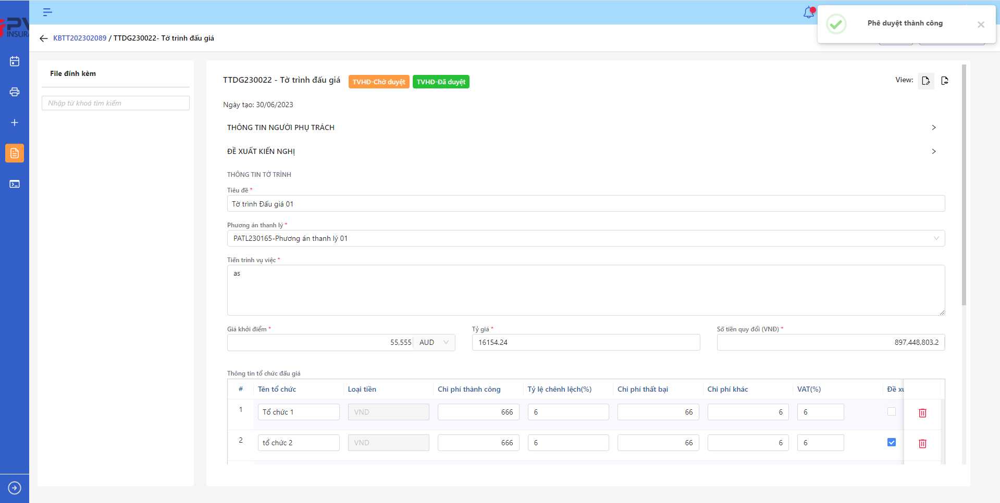 PV
INSURA
KBTT202302089 / TTDG230022- Tờ trình đấu giá
Phê duyệt thành công
File đính kèm
Nhập từ khoá tìm kiếm
TTDG230022 - Tờ trình đấu giá
TVHĐ-Chờ duyệt
TVHĐ-Đã duyệt
View:
Ngày tạo: 30/06/2023
THÔNG TIN NGƯỜI PHỤ TRÁCH
ĐỀ XUẤT KIẾN NGHỊ
THÔNG TIN TỜ TRÌNH
Tiêu đề *
Tờ trình Đấu giá 01
Phương án thanh lý *
PATL230165-Phương án thanh lý 01
Tiến trình vụ việc *
as
Giá khởi điểm * Tỷ giá * Số tiền quy đổi (VNĐ) *
55,555 AUD 16154.24 897,448,803.2
Thông tin tổ chức đấu giá
# Tên tổ chức Loại tiền Chi phí thành công Tỷ lệ chênh lệch(%) Chi phí thất bại Chi phí khác VAT(%) Đề xu
1 Tổ chức 1 VND 666 6 66 6 6
2 tổ chức 2 VND 666 6 66 6 6